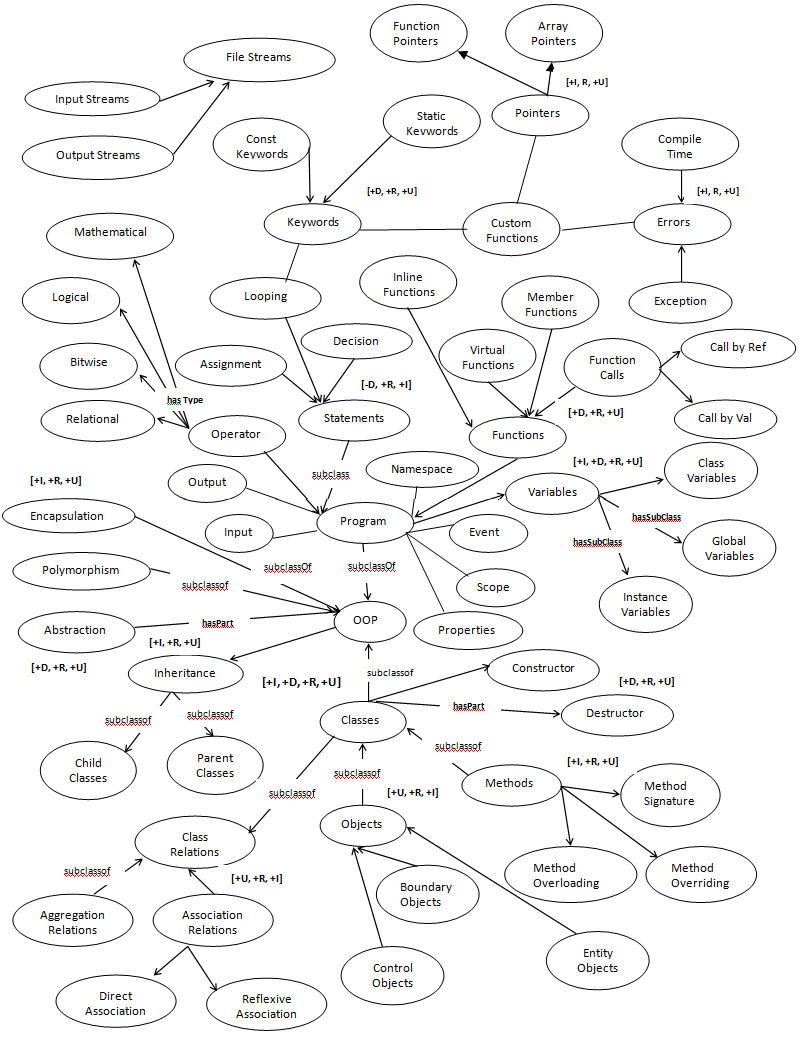 Function
Pointers
Array
Pointers
File Streams
[+I, R, +U]
Input Streams
Pointers
Static
Kewwords
Const
Kekwords
Compile
Time
Output Streams
[+D, +R, +U]
[+I, R, +U]
Keywords
Custom
Functions
Errors
Mathematical
Inline
Functions
Logical
Looping
Member
Functions
Exception
Decision
Virtual
Functions
Call by Ref
Bitwise
Assignment
Function
Calls
[-D, +R, +I]
has Type
Relational
Statements
[+D, +R, +U]
Call by Val
Operator
Functions
[+I, +D, +R, +U]
Class
Variables
Namespace
subclass
[+I, +R, +U]
Output
Variables
hasSubClass
Encapsulation
Program
Input
Event
hasSubClass
Global
Variables
subclassOf
subclassOf
Polymorphism
subclassof
Scope
Instance
Variables
hasPart
OOP
Abstraction
Properties
[+I, +R, +U]
[+D, +R, +U]
Inheritance
[+I, +D, +R, +U]
subclassof
Constructor
[+D, +R, +U]
hasPart
subclassof
subclassof
Classes
Destructor
subclassof
Child
Classes
Parent
Classes
subclassof
[+I, +R, +U]
Methods
Method
Signature
subclassof
[+U, +R, +I]
Objects
Class
Relations
subclassof
Method
Overloading
Method
Overriding
[+U, +R, +I]
Boundary
Objects
Aggregation
Relations
Association
Relations
Control
Objects
Entity
Objects
Direct
Association
Reflexive
Association